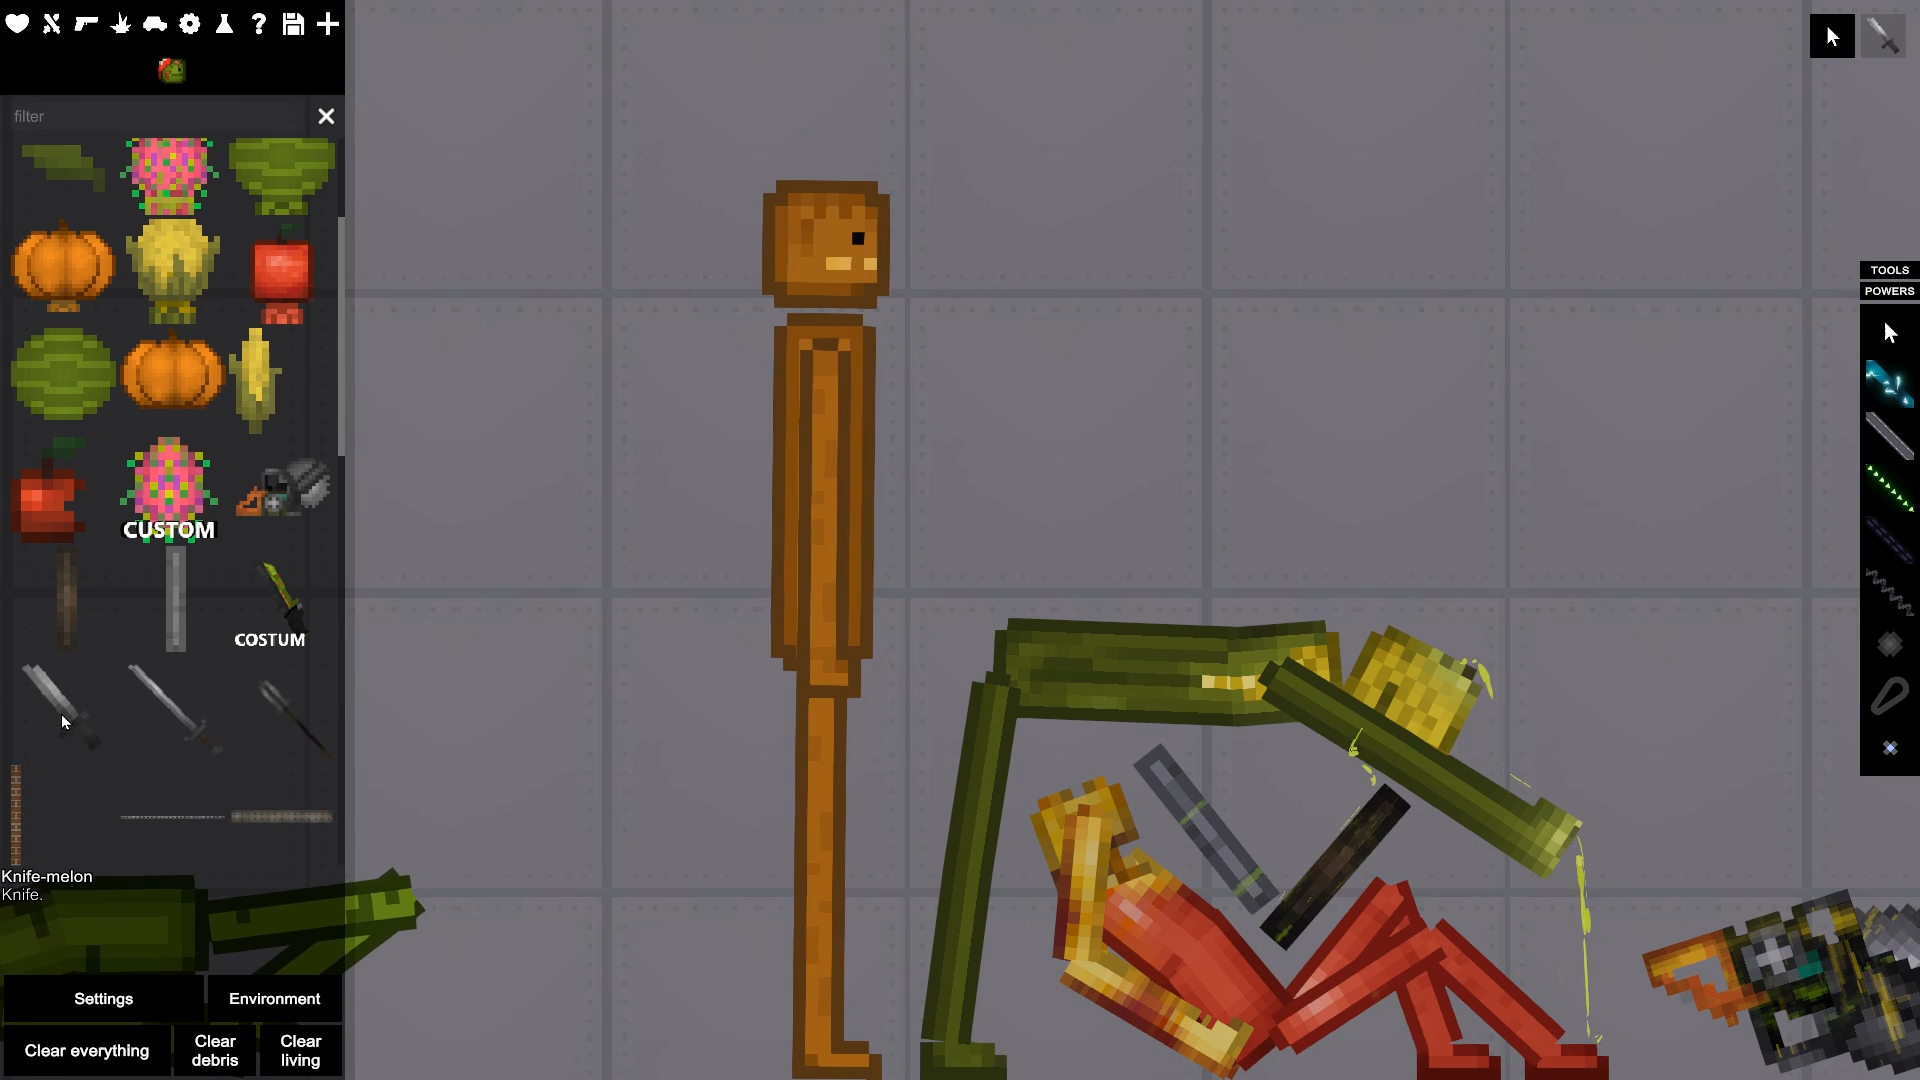 filter
CUSTOM
COSTUM
TOOLS
POWERS
Knife-melon
Knife.
Settings
Environment
Clear everything
Clear
debris
Clear
living